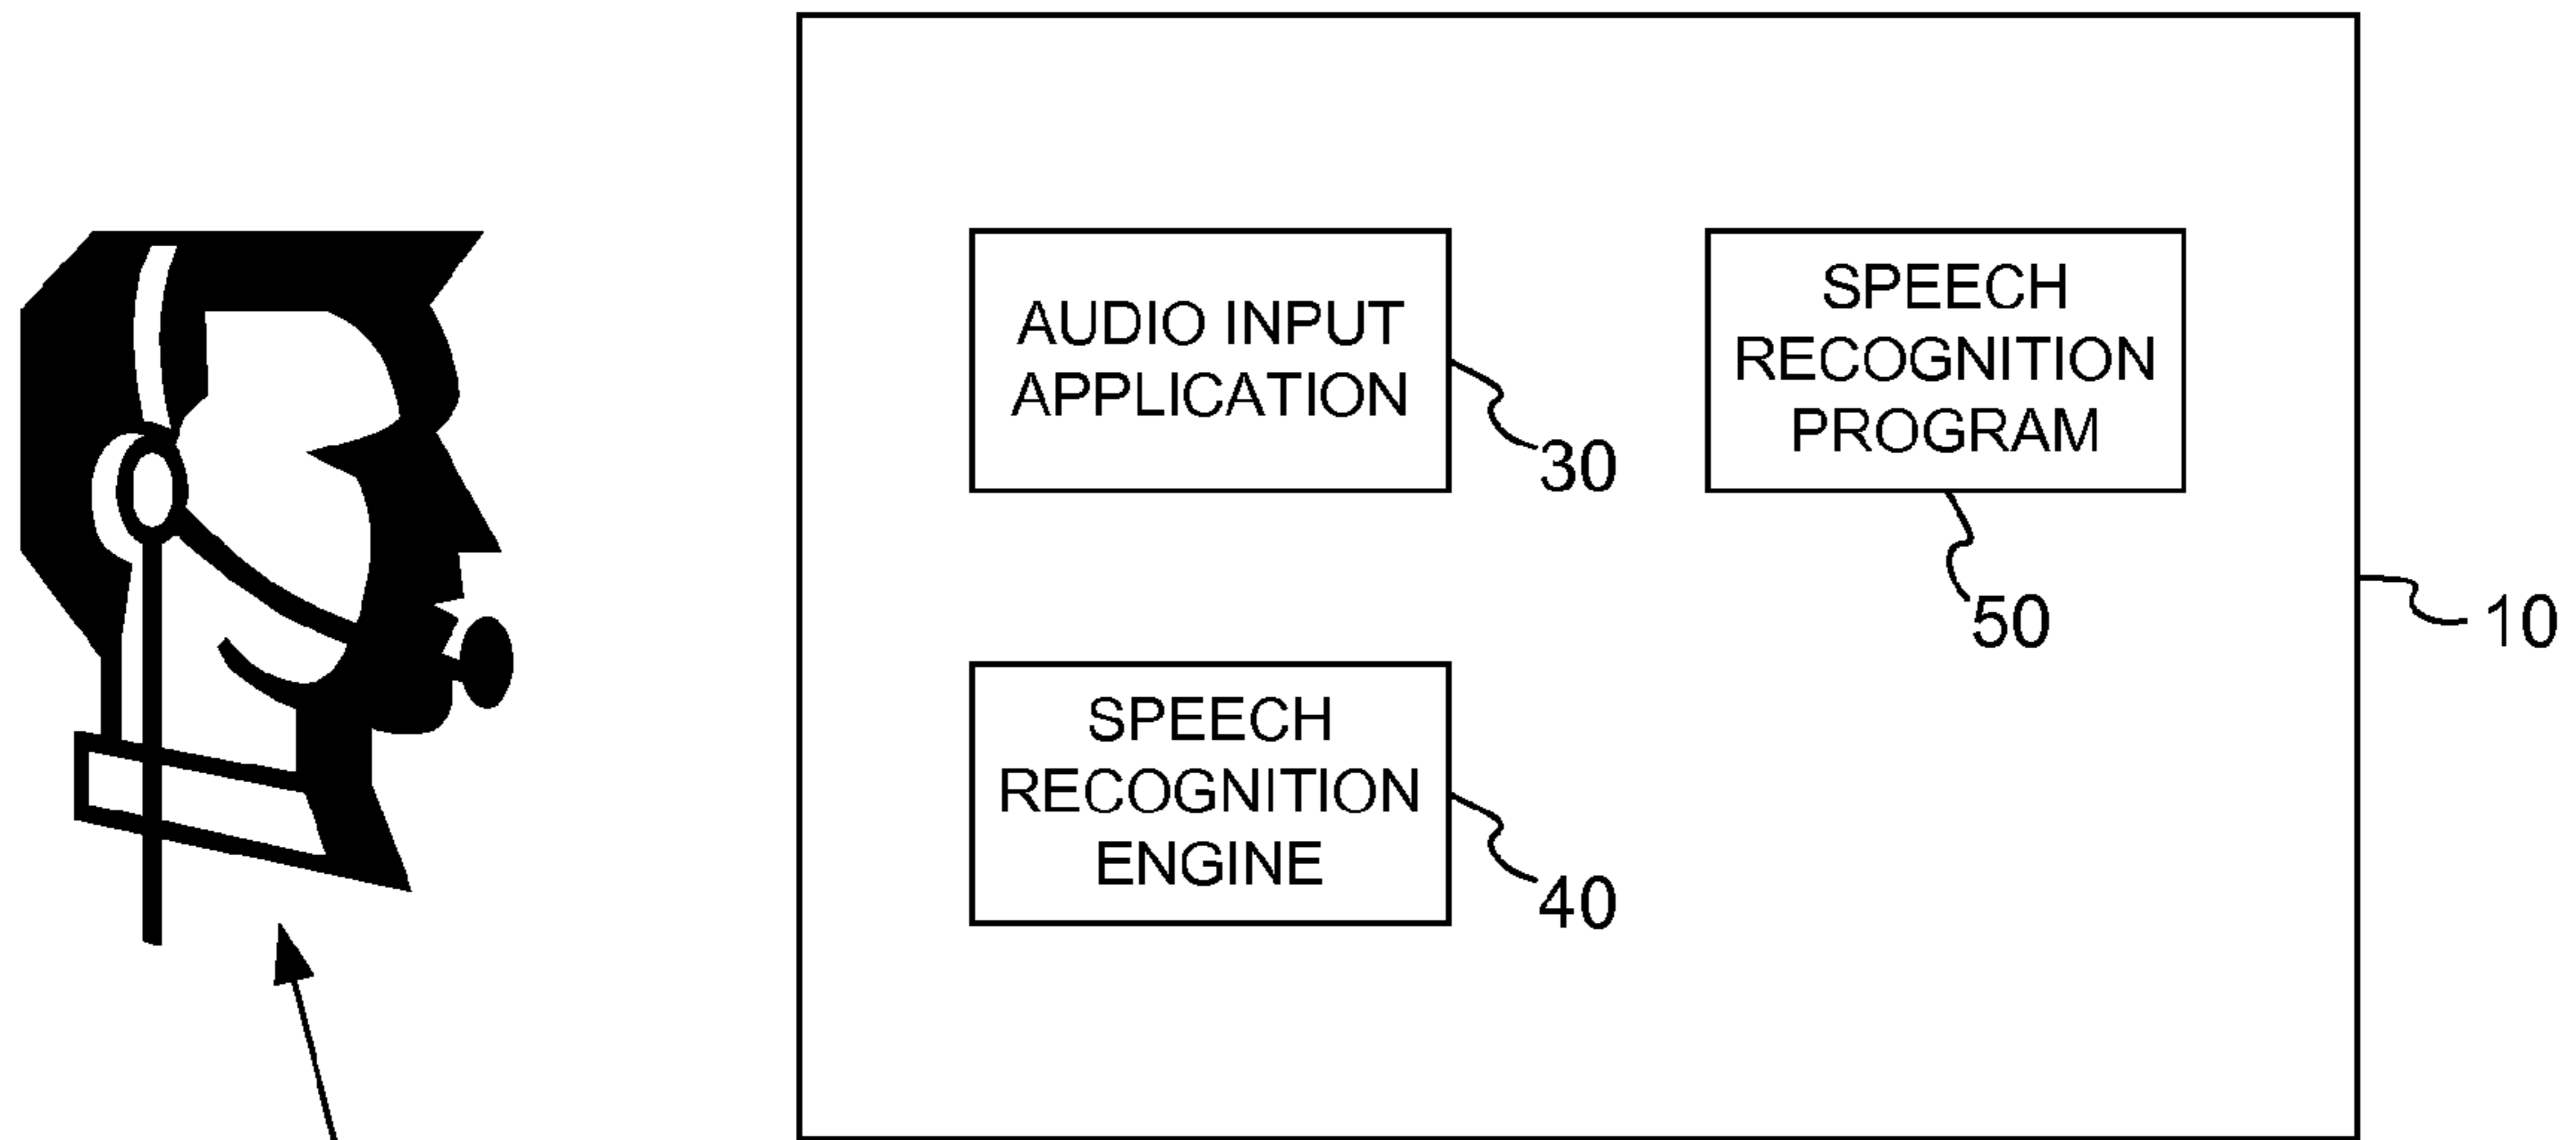 AUDIO INPUT
APPLICATION
30
SPEECH
RECOGNITION
PROGRAM
50
10
SPEECH
RECOGNITION
ENGINE
40